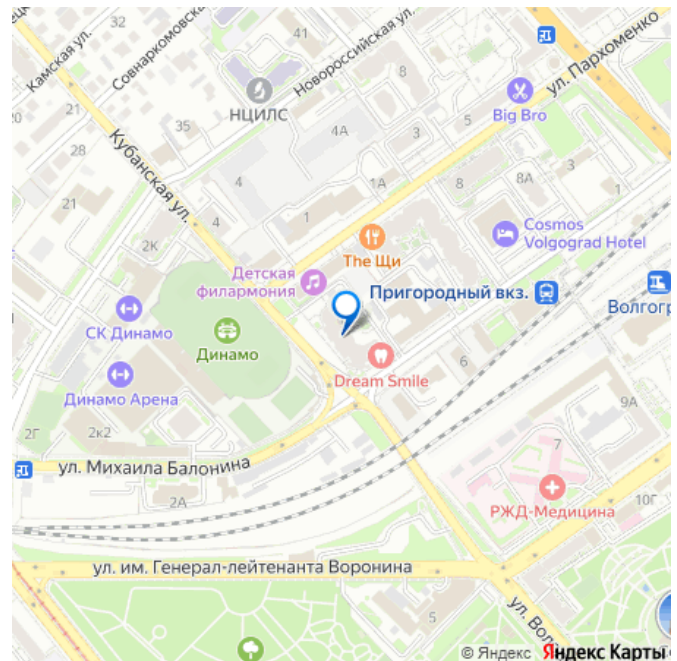 Камская ул.
Совнаркомовская
41
Новороссийская ул.
8
ул. Пархоменко
НЦИЛС
Big Bro
21
35
28
4А
3
5
20
Кубанская ул.
4
1А
8
8А
3
1
21
4
1
2К
Cosmos
Volgograd Hotel
The Щи
Детская
филармония
Пригородный вкз.
Волгогр
СК Динамо
Динамо
Динамо Арена
Dream Smile
6
9А
2Г
2к2
7
ул. Михаила Балонина
2А
РЖД-Медицина
10Г
ул. им. Генерал-лейтенанта Воронина
5
ул. Вол
© Яндекс Яндекс Карты